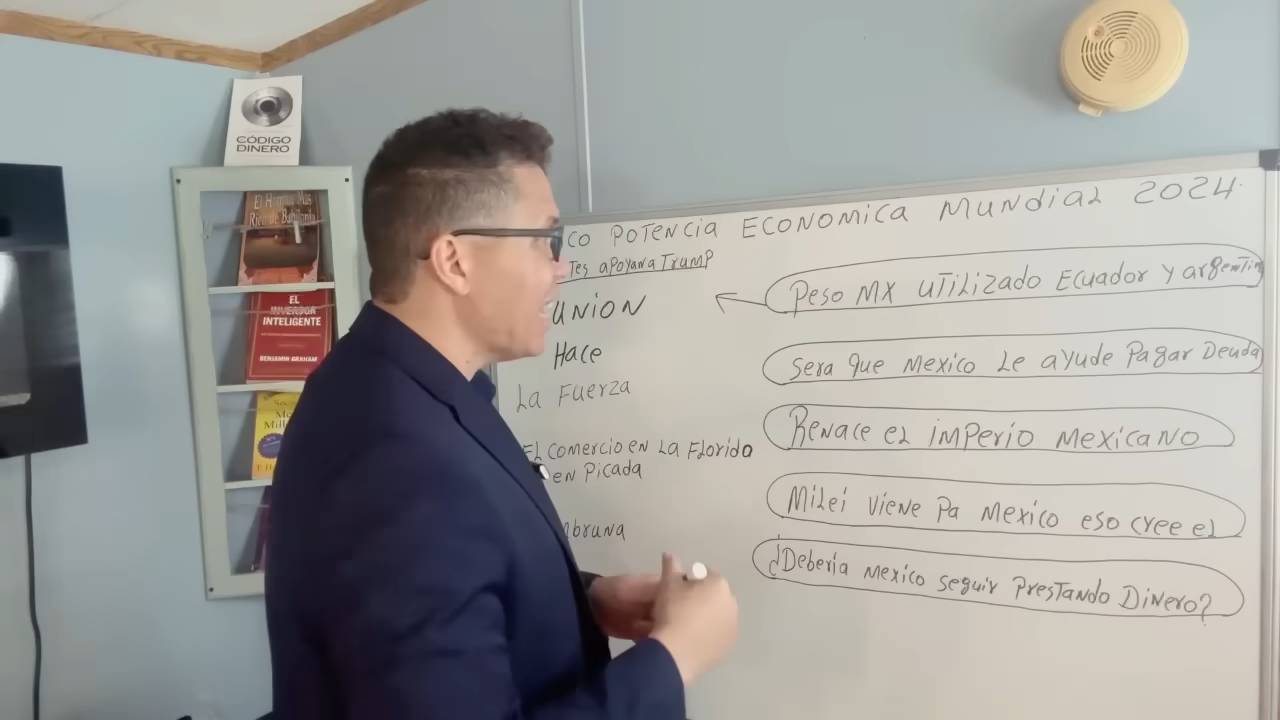 CÓDIGO
DINERO
El Hombre Más
Rico de Babilonia
EL
INVERSOR
INTELIGENTE
BENJAMIN GRAHAM
CO POTENCIA ECONOMICA MUNDIAL 2024
Tes apoyan a Trump
UNION
Hace
La Fuerza
EL Comercio en La Florida
en Picada
Peso MX UTiLizado Ecuador y argentin
Sera que Mexico Le ayude Pagar Deuda
Renace el imperio mexicano
Milei viene Pa Mexico eso cree el
¿Deberia mexico seguir Prestando Dinero?